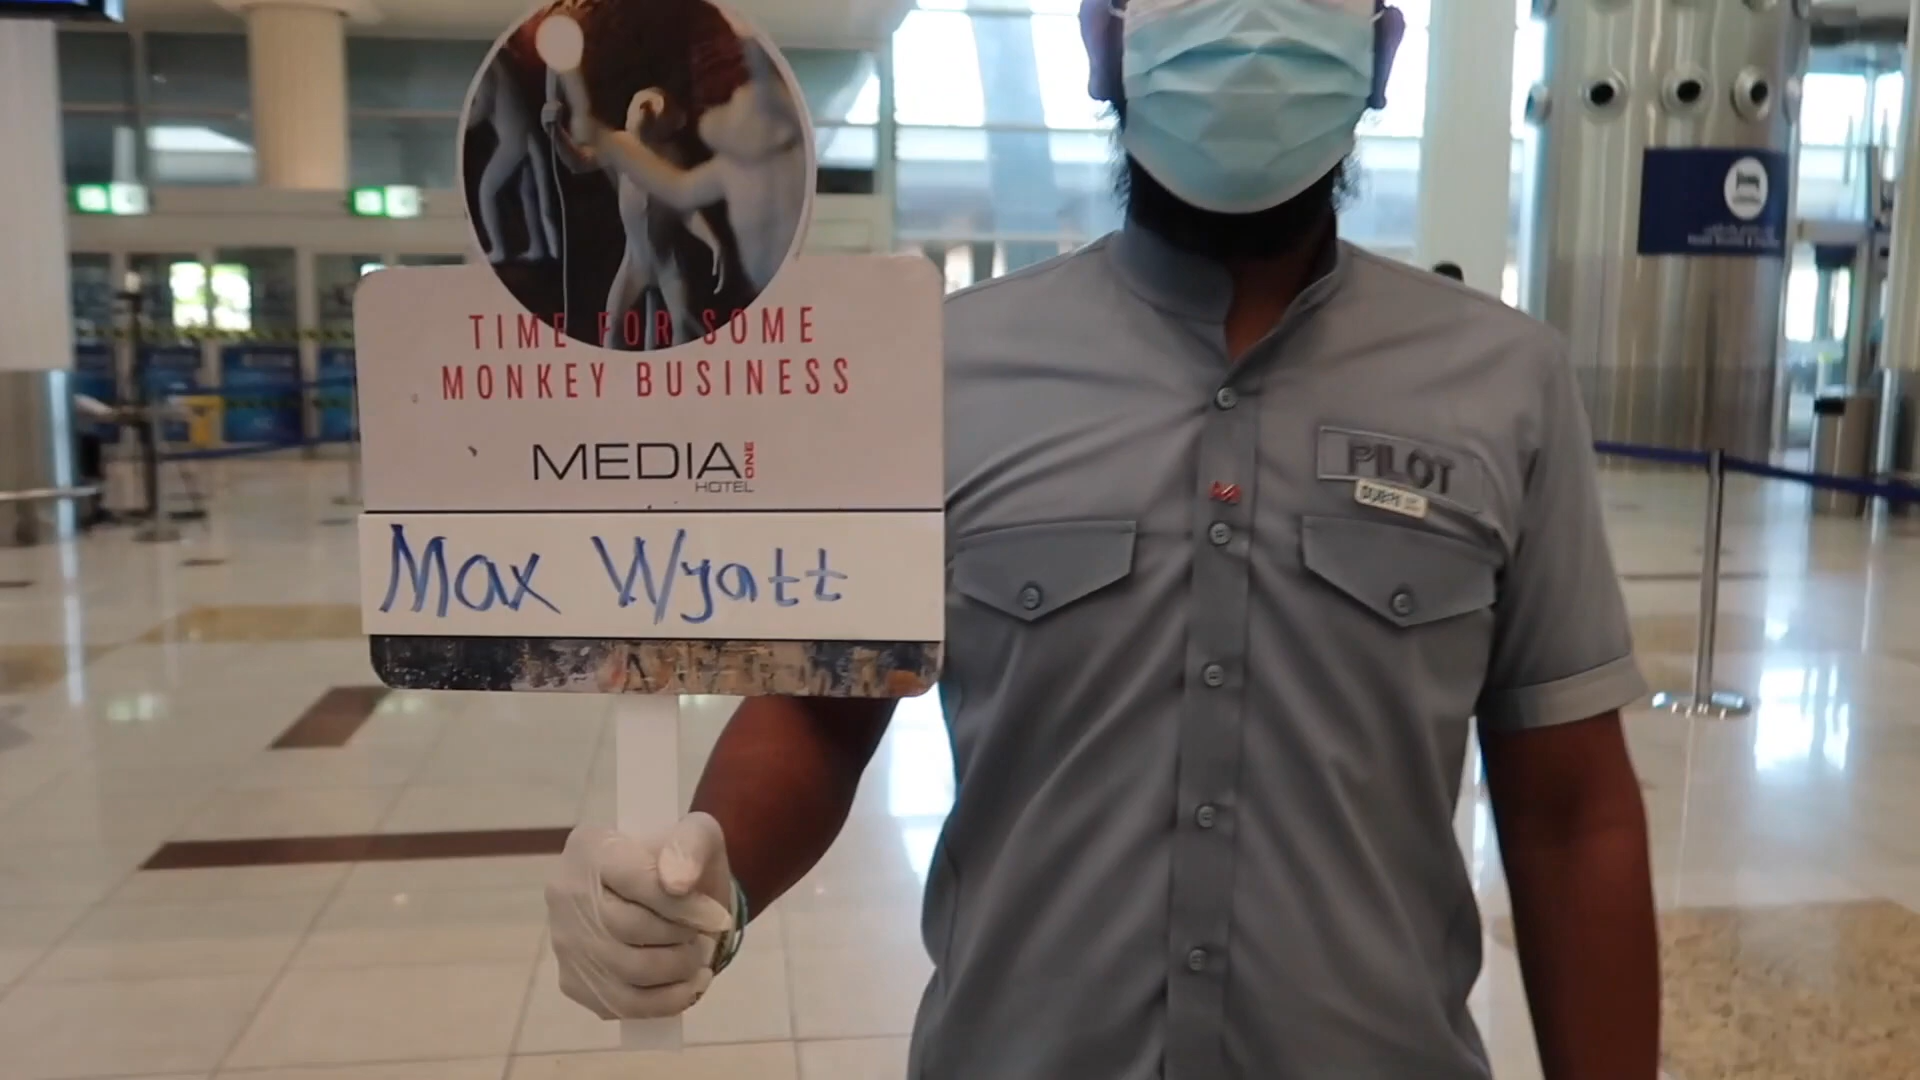 TIME FOR SOME
MONKEY BUSINESS
MEDIA ONE
HOTEL
Max Wyatt
PILOT